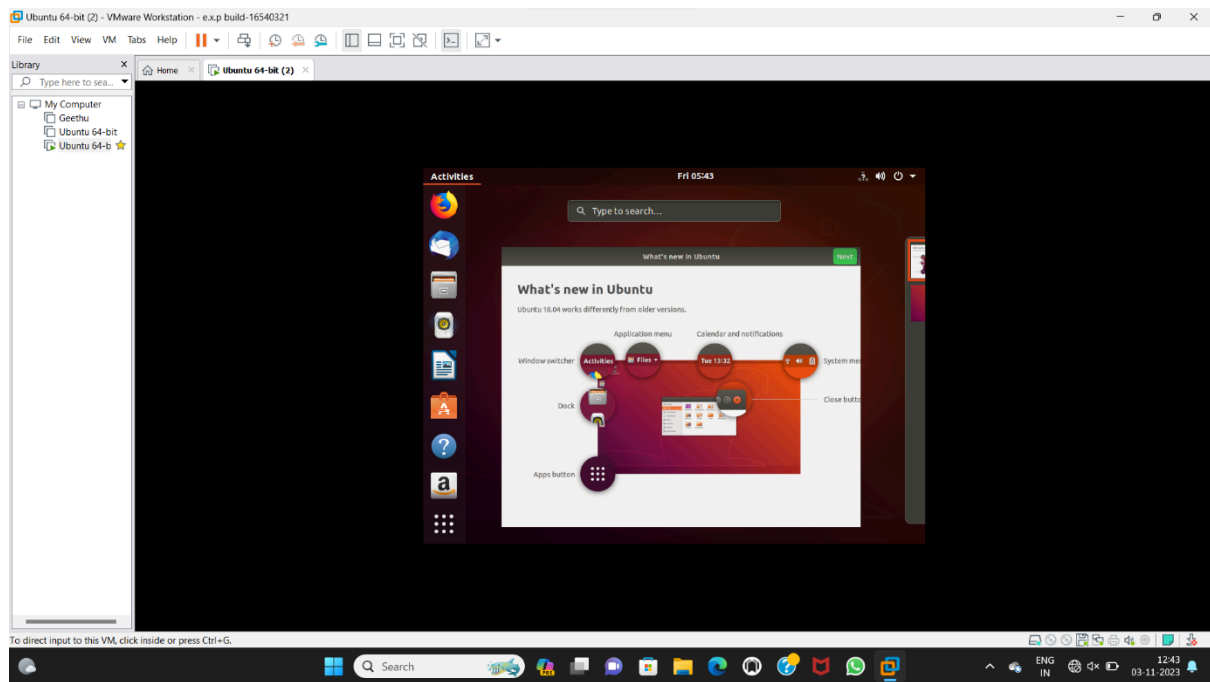 Ubuntu 64-bit (2) - VMware Workstation - e.x.p build-16540321
File Edit View VM Tabs Help
Library X
Home
Ubuntu 64-bit (2)
Type here to sea...
My Computer
Geethu
Ubuntu 64-bit
Ubuntu 64-b
Activities
Fri 05:43
Type to search...
What's new in Ubuntu
Next
What's new in Ubuntu
Ubuntu 18.04 works differently from older versions.
Application menu
Calendar and notifications
Window switcher
Activities
Files
Tue 13:32
System me
Dock
Close butto
Apps button
To direct input to this VM, click inside or press Ctrl+G.
Search
PRE
ENG
IN
12:43
03-11-2023